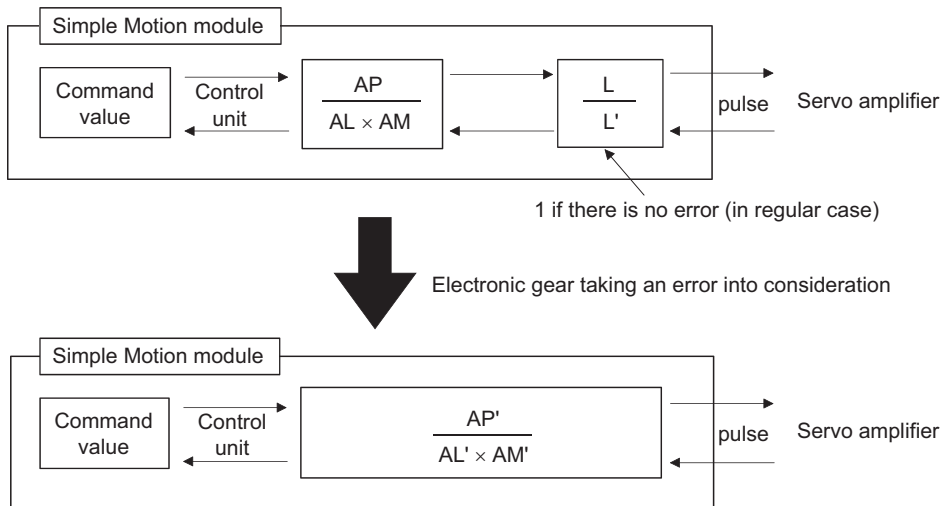 Simple Motion module
Command
value
Control
unit
AP
AL × AM
L
L'
pulse
Servo amplifier
1 if there is no error (in regular case)
Electronic gear taking an error into consideration
Simple Motion module
Command
value
Control
unit
AP'
AL' × AM'
pulse
Servo amplifier